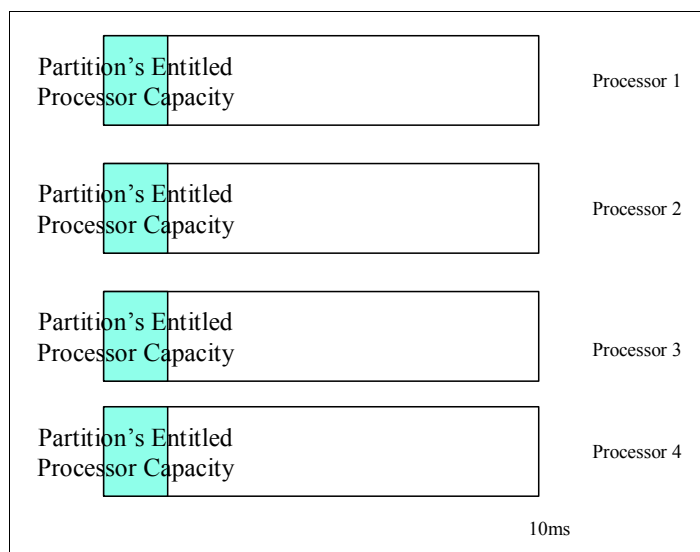 Partition’s Entitled
Processor Capacity
Processor 1
Partition’s Entitled
Processor Capacity
Processor 2
Partition’s Entitled
Processor Capacity
Processor 3
Partition’s Entitled
Processor Capacity
Processor 4
10ms